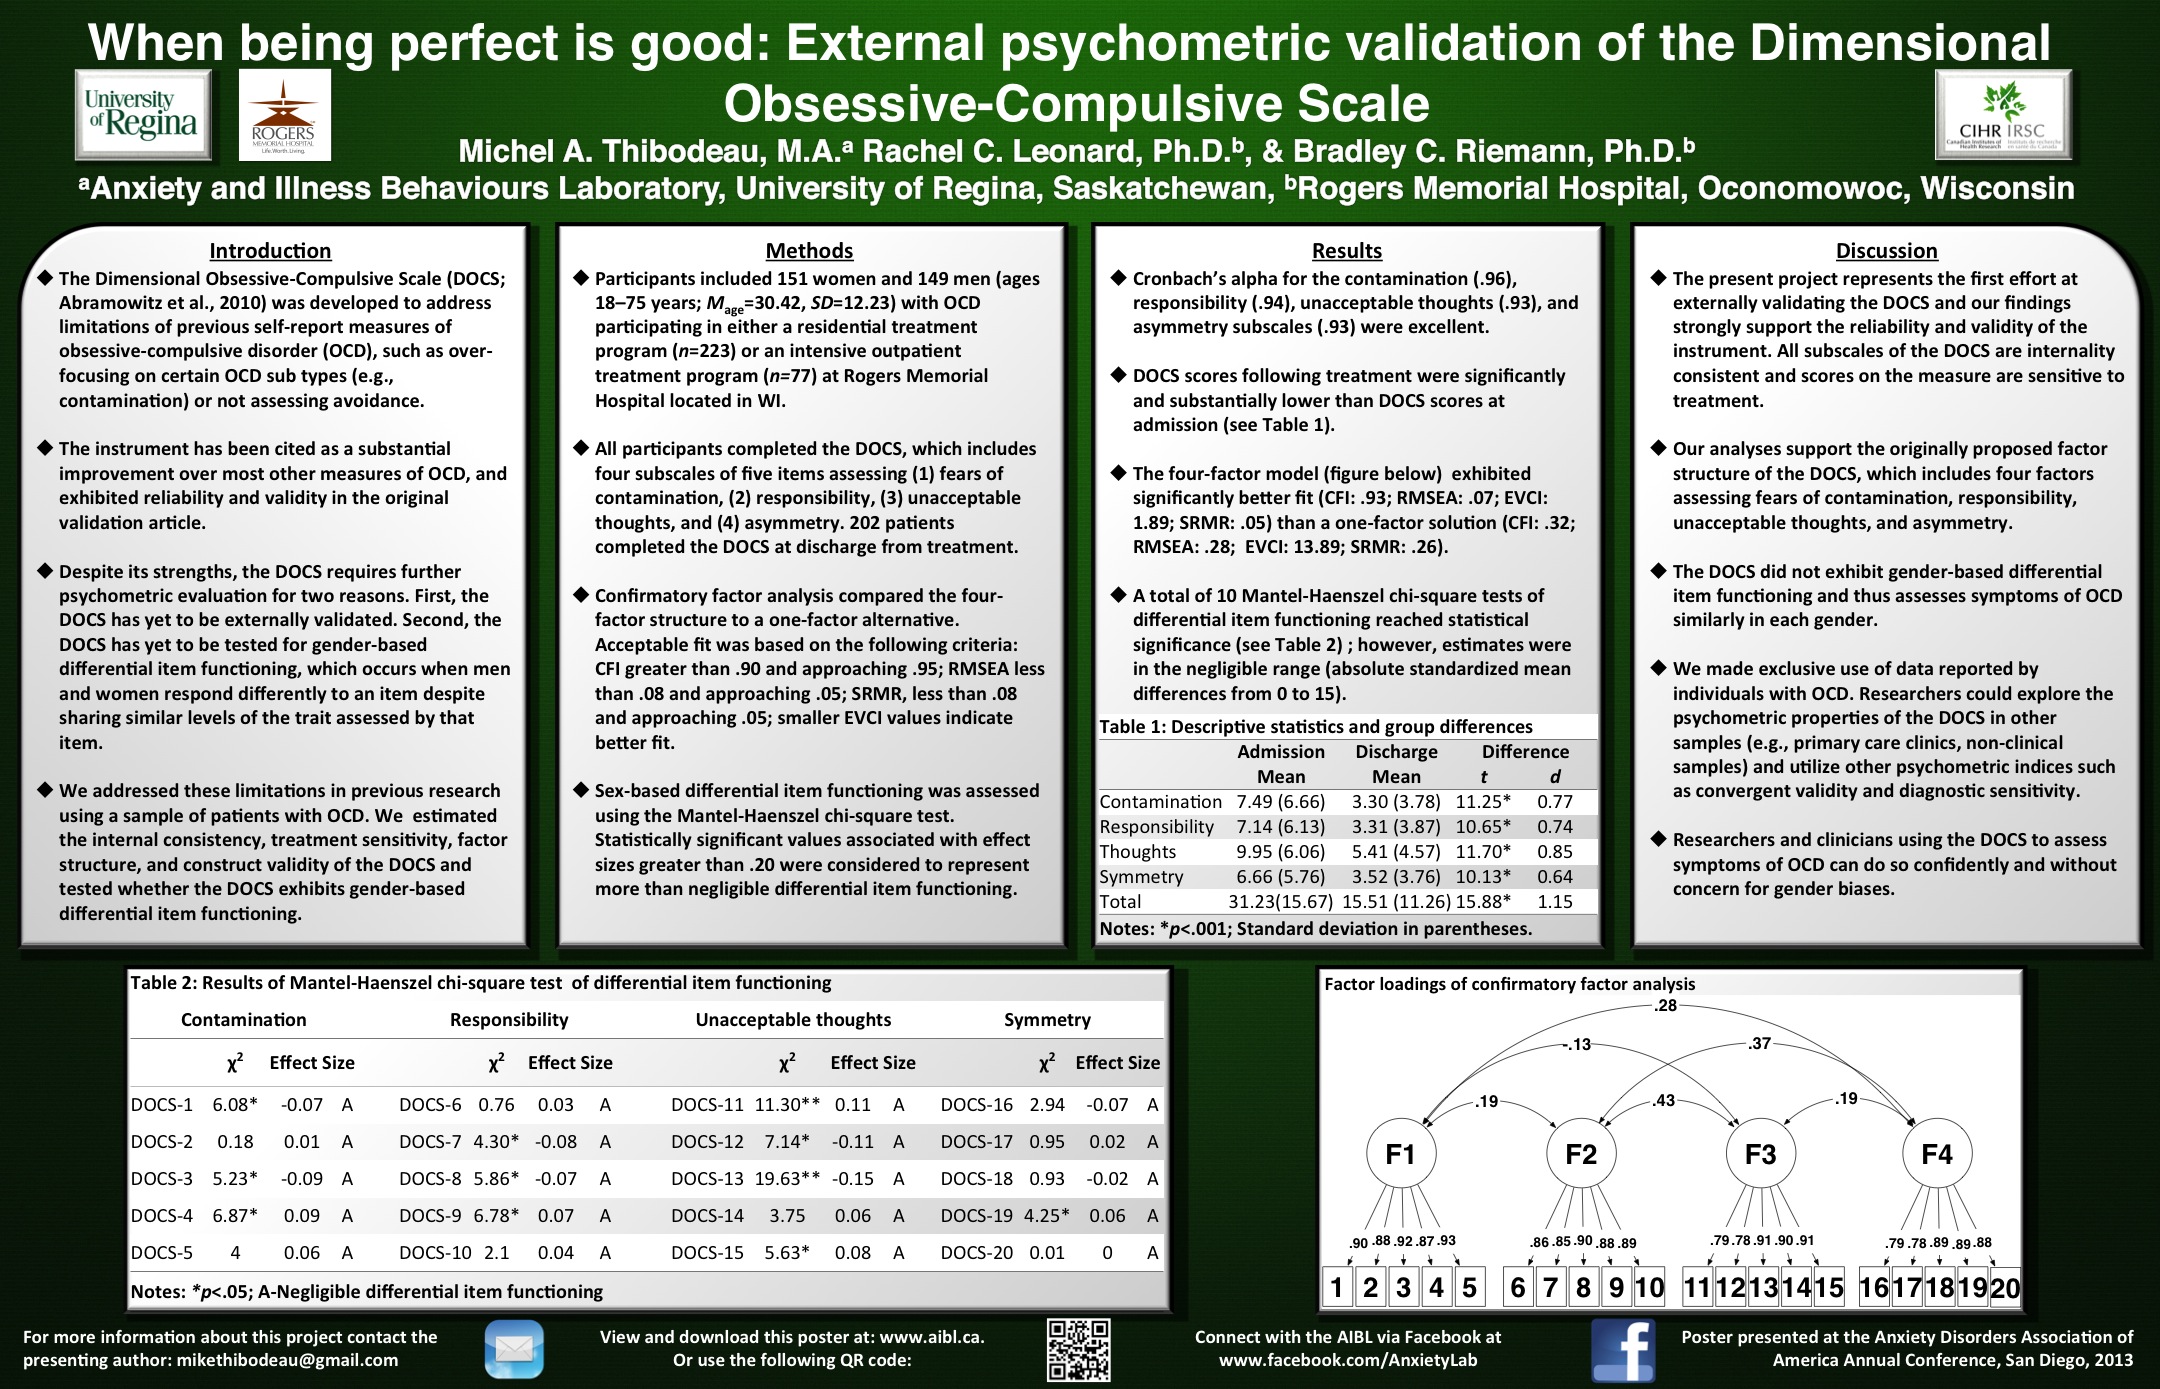 When being perfect is good: External psychometric validation of the Dimensional
Obsessive-Compulsive Scale
University
of Regina
ROGERS
MEMORIAL HOSPITAL
Life. Worth. Living.
CIHR IRSC
Canadian Institutes of Health Research
Instituts de recherche en santé du Canada
Michel A. Thibodeau, M.A.ª Rachel C. Leonard, Ph.D.ᵇ, & Bradley C. Riemann, Ph.D.ᵇ
ªAnxiety and Illness Behaviours Laboratory, University of Regina, Saskatchewan, ᵇRogers Memorial Hospital, Oconomowoc, Wisconsin
Introduction
◆ The Dimensional Obsessive-Compulsive Scale (DOCS;
Abramowitz et al., 2010) was developed to address
limitations of previous self-report measures of
obsessive-compulsive disorder (OCD), such as over-
focusing on certain OCD sub types (e.g.,
contamination) or not assessing avoidance.
◆ The instrument has been cited as a substantial
improvement over most other measures of OCD, and
exhibited reliability and validity in the original
validation article.
◆ Despite its strengths, the DOCS requires further
psychometric evaluation for two reasons. First, the
DOCS has yet to be externally validated. Second, the
DOCS has yet to be tested for gender-based
differential item functioning, which occurs when men
and women respond differently to an item despite
sharing similar levels of the trait assessed by that
item.
◆ We addressed these limitations in previous research
using a sample of patients with OCD. We  estimated
the internal consistency, treatment sensitivity, factor
structure, and construct validity of the DOCS and
tested whether the DOCS exhibits gender-based
differential item functioning.
Methods
◆ Participants included 151 women and 149 men (ages
18–75 years; Mage=30.42, SD=12.23) with OCD
participating in either a residential treatment
program (n=223) or an intensive outpatient
treatment program (n=77) at Rogers Memorial
Hospital located in WI.
◆ All participants completed the DOCS, which includes
four subscales of five items assessing (1) fears of
contamination, (2) responsibility, (3) unacceptable
thoughts, and (4) asymmetry. 202 patients
completed the DOCS at discharge from treatment.
◆ Confirmatory factor analysis compared the four-
factor structure to a one-factor alternative.
Acceptable fit was based on the following criteria:
CFI greater than .90 and approaching .95; RMSEA less
than .08 and approaching .05; SRMR, less than .08
and approaching .05; smaller EVCI values indicate
better fit.
◆ Sex-based differential item functioning was assessed
using the Mantel-Haenszel chi-square test.
Statistically significant values associated with effect
sizes greater than .20 were considered to represent
more than negligible differential item functioning.
Results
◆ Cronbach's alpha for the contamination (.96),
responsibility (.94), unacceptable thoughts (.93), and
asymmetry subscales (.93) were excellent.
◆ DOCS scores following treatment were significantly
and substantially lower than DOCS scores at
admission (see Table 1).
◆ The four-factor model (figure below)  exhibited
significantly better fit (CFI: .93; RMSEA: .07; EVCI:
1.89; SRMR: .05) than a one-factor solution (CFI: .32;
RMSEA: .28;  EVCI: 13.89; SRMR: .26).
◆ A total of 10 Mantel-Haenszel chi-square tests of
differential item functioning reached statistical
significance (see Table 2) ; however, estimates were
in the negligible range (absolute standardized mean
differences from 0 to 15).
Table 1: Descriptive statistics and group differences
Admission Discharge Difference
Mean Mean t d
Contamination 7.49 (6.66) 3.30 (3.78) 11.25* 0.77
Responsibility 7.14 (6.13) 3.31 (3.87) 10.65* 0.74
Thoughts 9.95 (6.06) 5.41 (4.57) 11.70* 0.85
Symmetry 6.66 (5.76) 3.52 (3.76) 10.13* 0.64
Total 31.23(15.67) 15.51 (11.26) 15.88* 1.15
Notes: *p<.001; Standard deviation in parentheses.
Discussion
◆ The present project represents the first effort at
externally validating the DOCS and our findings
strongly support the reliability and validity of the
instrument. All subscales of the DOCS are internality
consistent and scores on the measure are sensitive to
treatment.
◆ Our analyses support the originally proposed factor
structure of the DOCS, which includes four factors
assessing fears of contamination, responsibility,
unacceptable thoughts, and asymmetry.
◆ The DOCS did not exhibit gender-based differential
item functioning and thus assesses symptoms of OCD
similarly in each gender.
◆ We made exclusive use of data reported by
individuals with OCD. Researchers could explore the
psychometric properties of the DOCS in other
samples (e.g., primary care clinics, non-clinical
samples) and utilize other psychometric indices such
as convergent validity and diagnostic sensitivity.
◆ Researchers and clinicians using the DOCS to assess
symptoms of OCD can do so confidently and without
concern for gender biases.
Table 2: Results of Mantel-Haenszel chi-square test  of differential item functioning
Contamination Responsibility Unacceptable thoughts Symmetry
χ² Effect Size χ² Effect Size χ² Effect Size χ² Effect Size
DOCS-1 6.08* -0.07 A DOCS-6 0.76 0.03 A DOCS-11 11.30** 0.11 A DOCS-16 2.94 -0.07 A
DOCS-2 0.18 0.01 A DOCS-7 4.30* -0.08 A DOCS-12 7.14* -0.11 A DOCS-17 0.95 0.02 A
DOCS-3 5.23* -0.09 A DOCS-8 5.86* -0.07 A DOCS-13 19.63** -0.15 A DOCS-18 0.93 -0.02 A
DOCS-4 6.87* 0.09 A DOCS-9 6.78* 0.07 A DOCS-14 3.75 0.06 A DOCS-19 4.25* 0.06 A
DOCS-5 4 0.06 A DOCS-10 2.1 0.04 A DOCS-15 5.63* 0.08 A DOCS-20 0.01 0 A
Notes: *p<.05; A-Negligible differential item functioning
Factor loadings of confirmatory factor analysis
.28
-.13 .37
.19 .43 .19
F1 F2 F3 F4
.90 .88 .92 .87 .93 .86 .85 .90 .88 .89 .79 .78 .91 .90 .91 .79 .78 .89 .89 .88
1 2 3 4 5 6 7 8 9 10 11 12 13 14 15 16 17 18 19 20
For more information about this project contact the
presenting author: mikethibodeau@gmail.com
View and download this poster at: www.aibl.ca.
Or use the following QR code:
Connect with the AIBL via Facebook at
www.facebook.com/AnxietyLab
f
Poster presented at the Anxiety Disorders Association of
America Annual Conference, San Diego, 2013